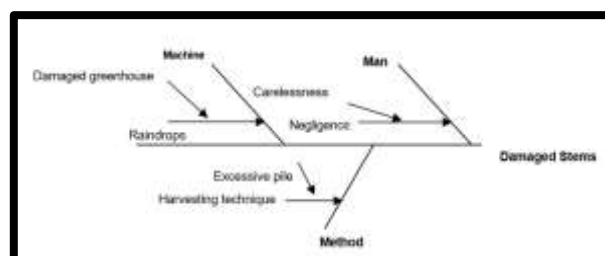 Machine
Man
Damaged greenhouse
Carelessness
Negligence
Raindrops
Damaged Stems
Excessive pile
Harvesting technique
Method